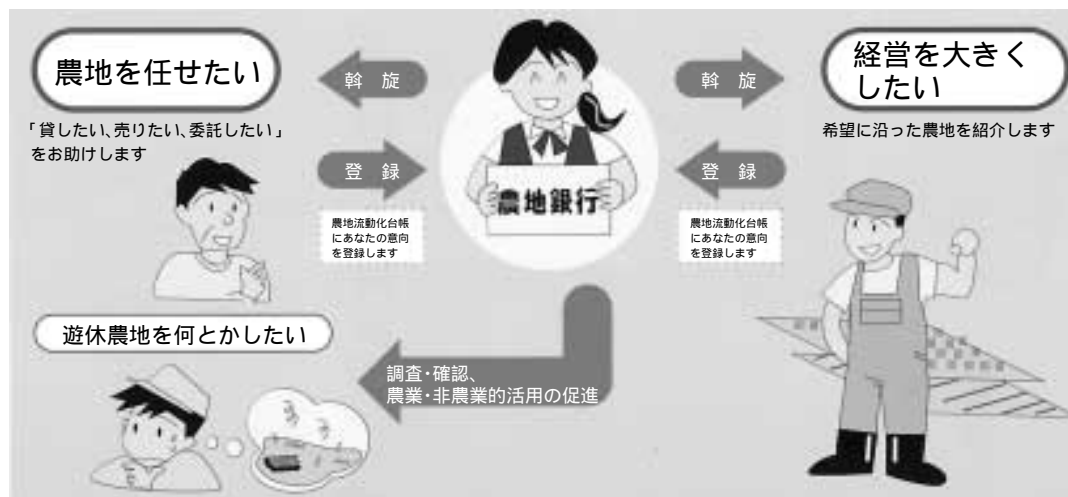 農地を任せたい
「貸したい、売りたい、委託したい」
をお助けします
斡 旋
登 録
農地流動化台帳
にあなたの意向
を登録します
農地銀行
斡 旋
登 録
農地流動化台帳
にあなたの意向
を登録します
経営を大きく
したい
希望に沿った農地を紹介します
遊休農地を何とかしたい
調査・確認、
農業・非農業的活用の促進